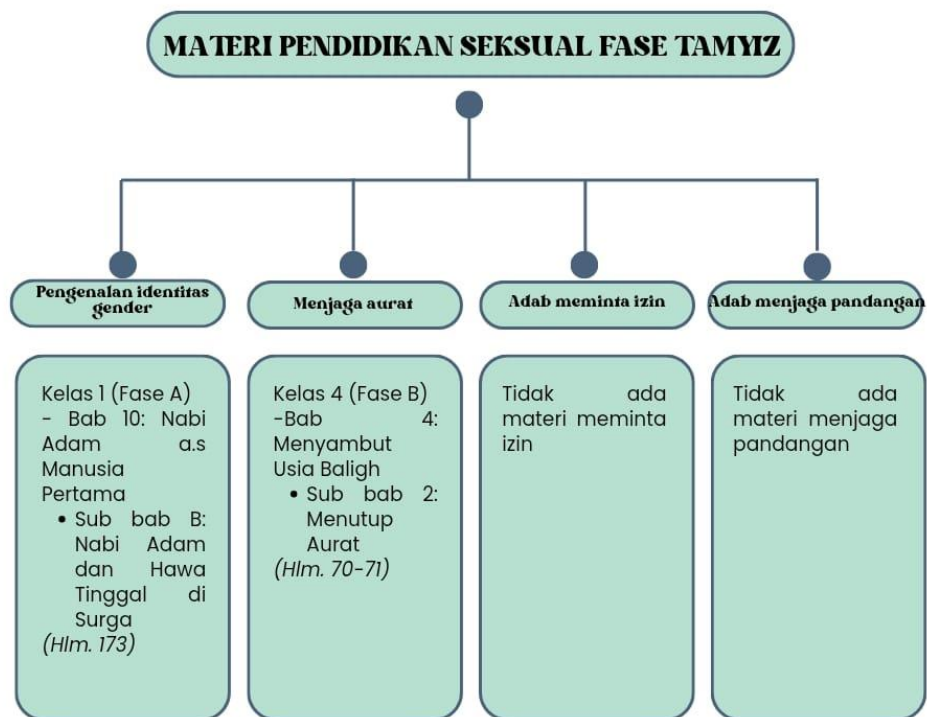 MATERI PENDIDIKAN SEKSUAL FASE TAMYIZ
Pengenalan identitas
gender
Kelas 1 (Fase A)
- Bab 10: Nabi
Adam a.s
Manusia
Pertama
• Sub bab B:
Nabi Adam
dan Hawa
Tinggal di
Surga
(Hlm. 173)
Menjaga aurat
Kelas 4 (Fase B)
-Bab 4:
Menyambut
Usia Baligh
• Sub bab 2:
Menutup
Aurat
(Hlm. 70-71)
Adab meminta izin
Tidak ada
materi meminta
izin
Adab menjaga pandangan
Tidak ada
materi menjaga
pandangan